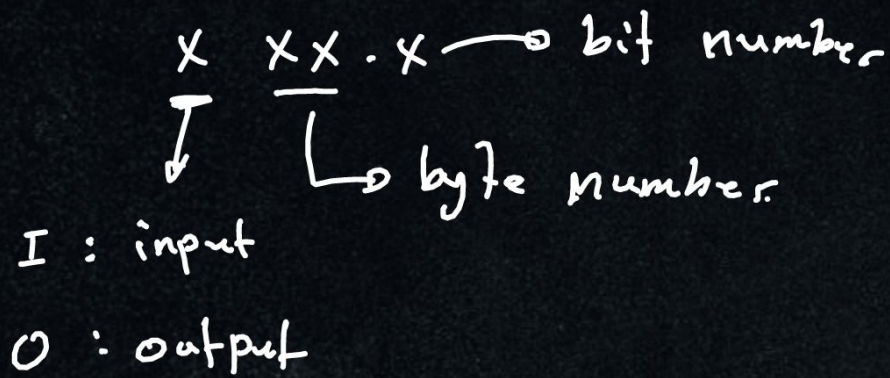 x xx.x bit number
byte number.
I : input
O : output